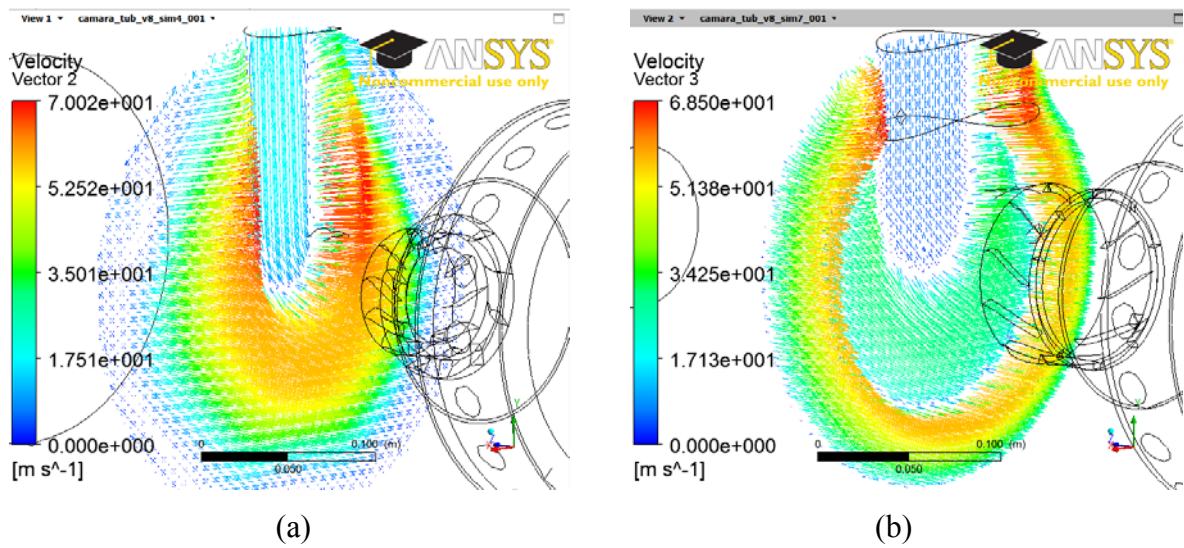 View 1 camara_tub_v8_sim4_001
ANSYS
Noncommercial use only
Velocity
Vector 2
7.002e+001
5.252e+001
3.501e+001
1.751e+001
0.000e+000
[m s^-1]
0 0.100 (m)
0.050
Y
(a)
View 2 camara_tub_v8_sim7_001
ANSYS
Noncommercial use only
Velocity
Vector 3
6.850e+001
5.138e+001
3.425e+001
1.713e+001
0.000e+000
[m s^-1]
0 0.100 (m)
0.050
Y
(b)